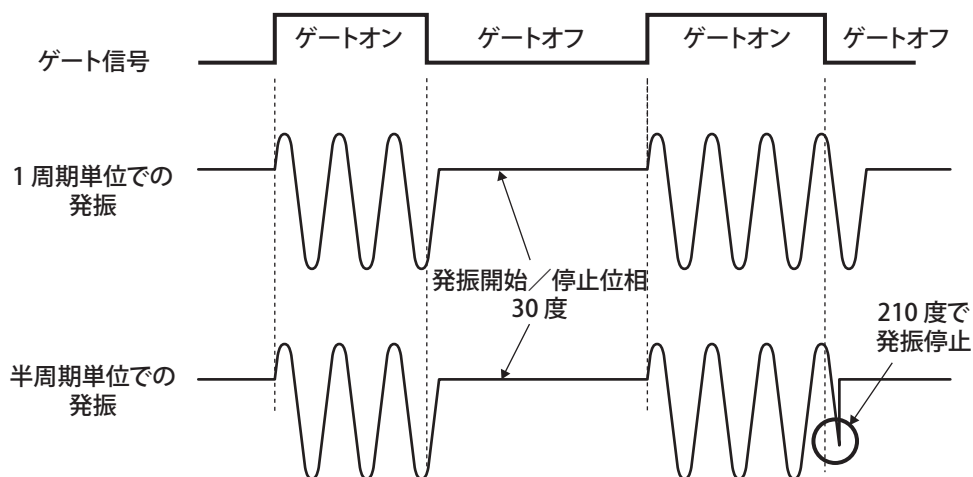 ゲート信号
ゲートオン
ゲートオフ
ゲートオン
ゲートオフ
1 周期単位での
発振
発振開始／停止位相
30 度
210 度で
発振停止
半周期単位での
発振